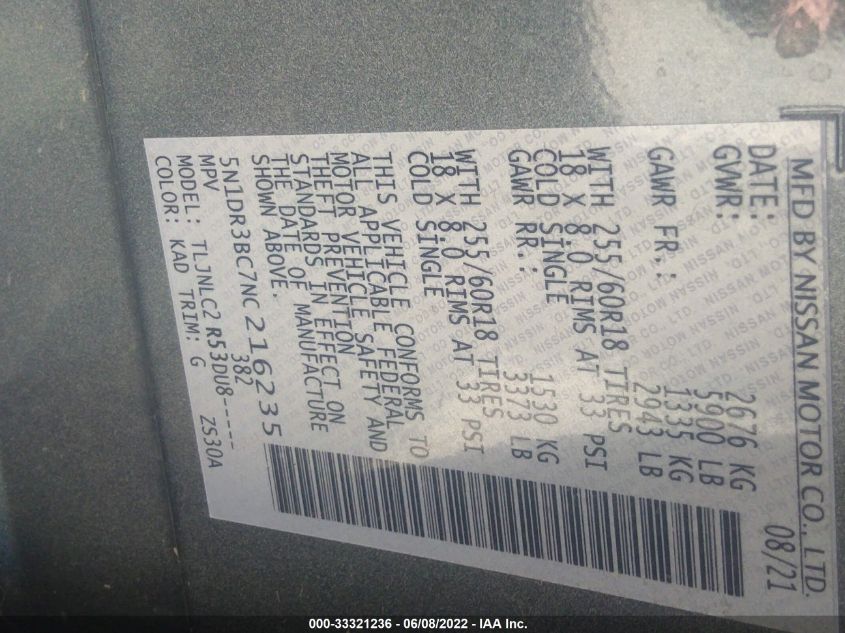 MFD BY NISSAN MOTOR CO., LTD.
DATE: 08/21
GVWR: 2676 KG
5900 LB
GAWR FR.: 1335 KG
2943 LB
WITH 255/60R18 TIRES
18 X 8.0 RIMS AT 33 PSI
COLD SINGLE
GAWR RR.: 1530 KG
3373 LB
WITH 255/60R18 TIRES
18 X 8.0 RIMS AT 33 PSI
COLD SINGLE
THIS VEHICLE CONFORMS TO
ALL APPLICABLE FEDERAL
MOTOR VEHICLE SAFETY AND
THEFT PREVENTION
STANDARDS IN EFFECT ON
THE DATE OF MANUFACTURE
SHOWN ABOVE.
5N1DR3BC7NC216235
MPV 382
MODEL: TLJNLC2 R53DU8-----
COLOR: KAD TRIM: G ZS30A
000-33321236 - 06/08/2022 - IAA Inc.